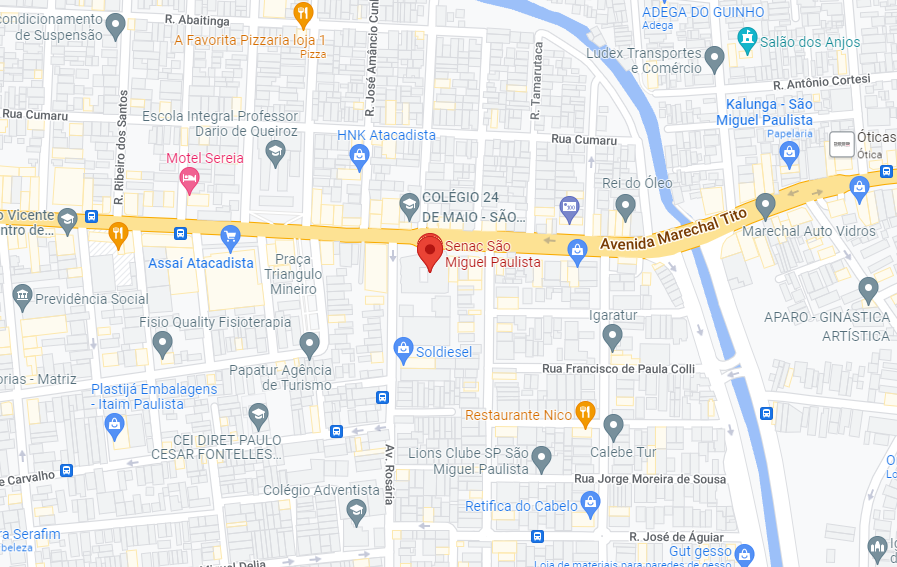 R. Abaitinga
condicionamento
de Suspensão
A Favorita Pizzaria loja 1
Pizza
ADEGA DO GUINHO
Adega
Salão dos Anjos
Ludex Transportes
e Comércio
R. Antônio Cortesi
R. Ribeiro dos Santos
R. José Amâncio Cunh
R. Tamarutaca
Rua Cumaru
Escola Integral Professor
Dario de Queiroz
HNK Atacadista
Rua Cumaru
Kalunga - São
Miguel Paulista
Papelaria
Óticas
Ótica
Motel Sereia
Rei do Óleo
COLÉGIO 24
DE MAIO - SÃO...
o Vicente
entro de...
Avenida Marechal Tito
Marechal Auto Vidros
Senac São
Miguel Paulista
Assaí Atacadista
Praça
Triangulo
Mineiro
Previdência Social
Fisio Quality Fisioterapia
Igaratur
APARO - GINÁSTICA
ARTÍSTICA
Soldiesel
Papatur Agência
de Turismo
Rua Francisco de Paula Colli
orias - Matriz
Plastijá Embalagens
- Itaim Paulista
Restaurante Nico
CEI DIRET PAULO
CESAR FONTELLES...
Av. Rosária
Lions Clube SP São
Miguel Paulista
Calebe Tur
e Carvalho
Rua Jorge Moreira de Sousa
Colégio Adventista
Retifica do Cabelo
ra Serafim
beleza
R. José de Aguiar
Gut gesso
Loja de materiais para paredes de gesso
Miguel Delia